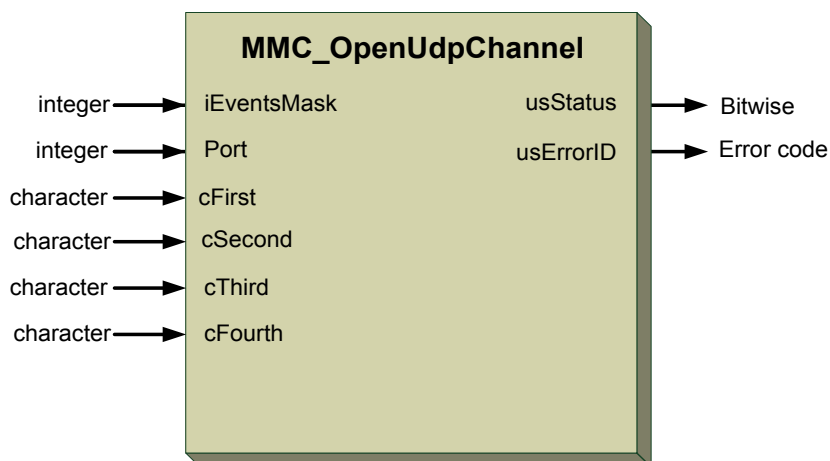 MMC_OpenUdpChannel
integer iEventsMask usStatus Bitwise
integer Port usErrorID Error code
character cFirst
character cSecond
character cThird
character cFourth